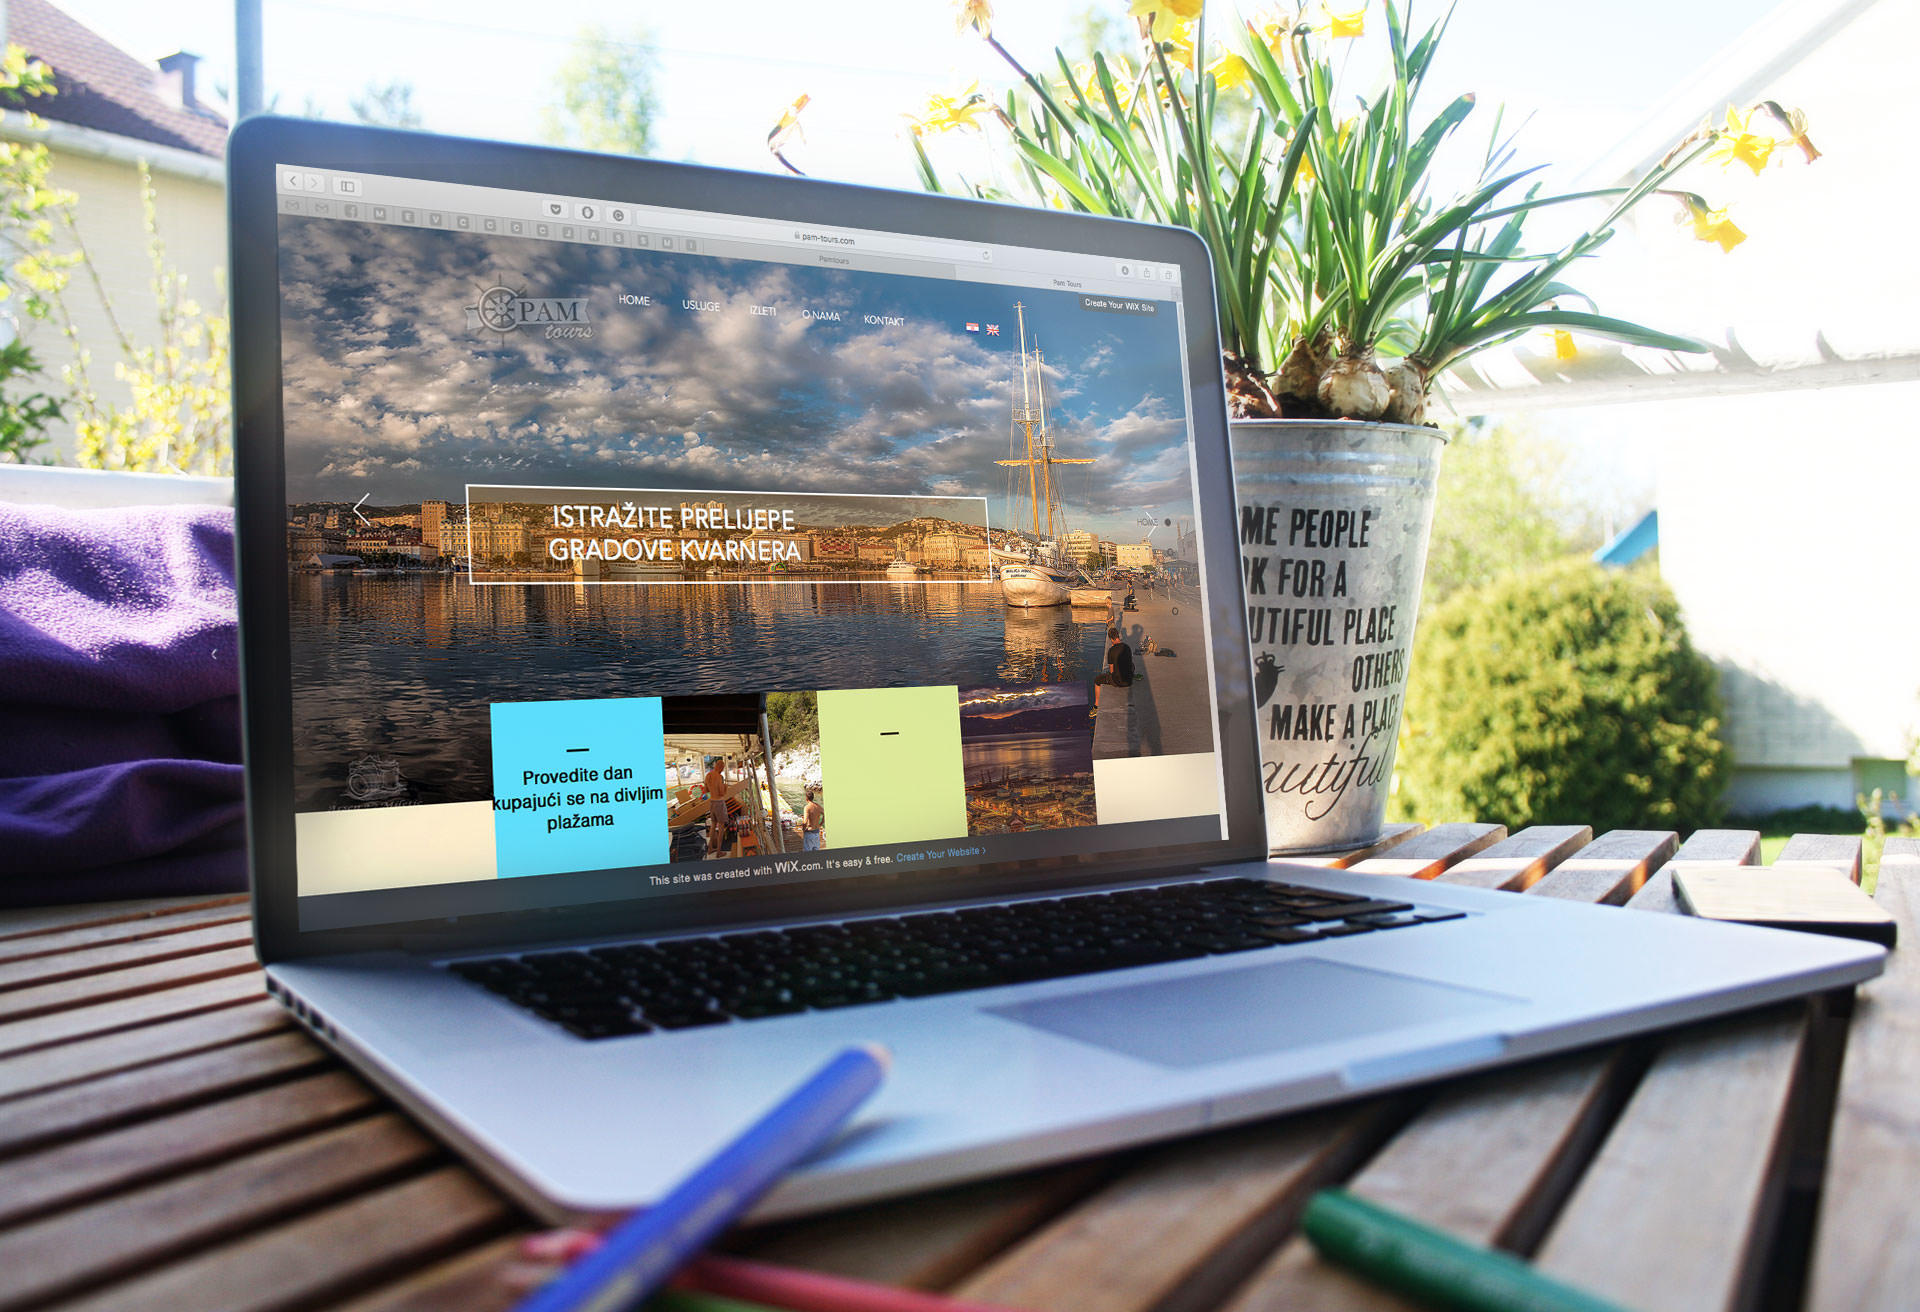 pam-tours.com
Pamtours
Pam Tours
Create Your WiX Site
PAM
tours
HOME
USLUGE
IZLETI
O NAMA
KONTAKT
ISTRAŽITE PRELIJEPE
GRADOVE KVARNERA
HOME
Provedite dan
kupajući se na divljim
plažama
This site was created with WiX.com. It's easy & free. Create Your Website >
ME PEOPLE
K FOR A
UTIFUL PLACE
OTHERS
MAKE A PLAC
autiful